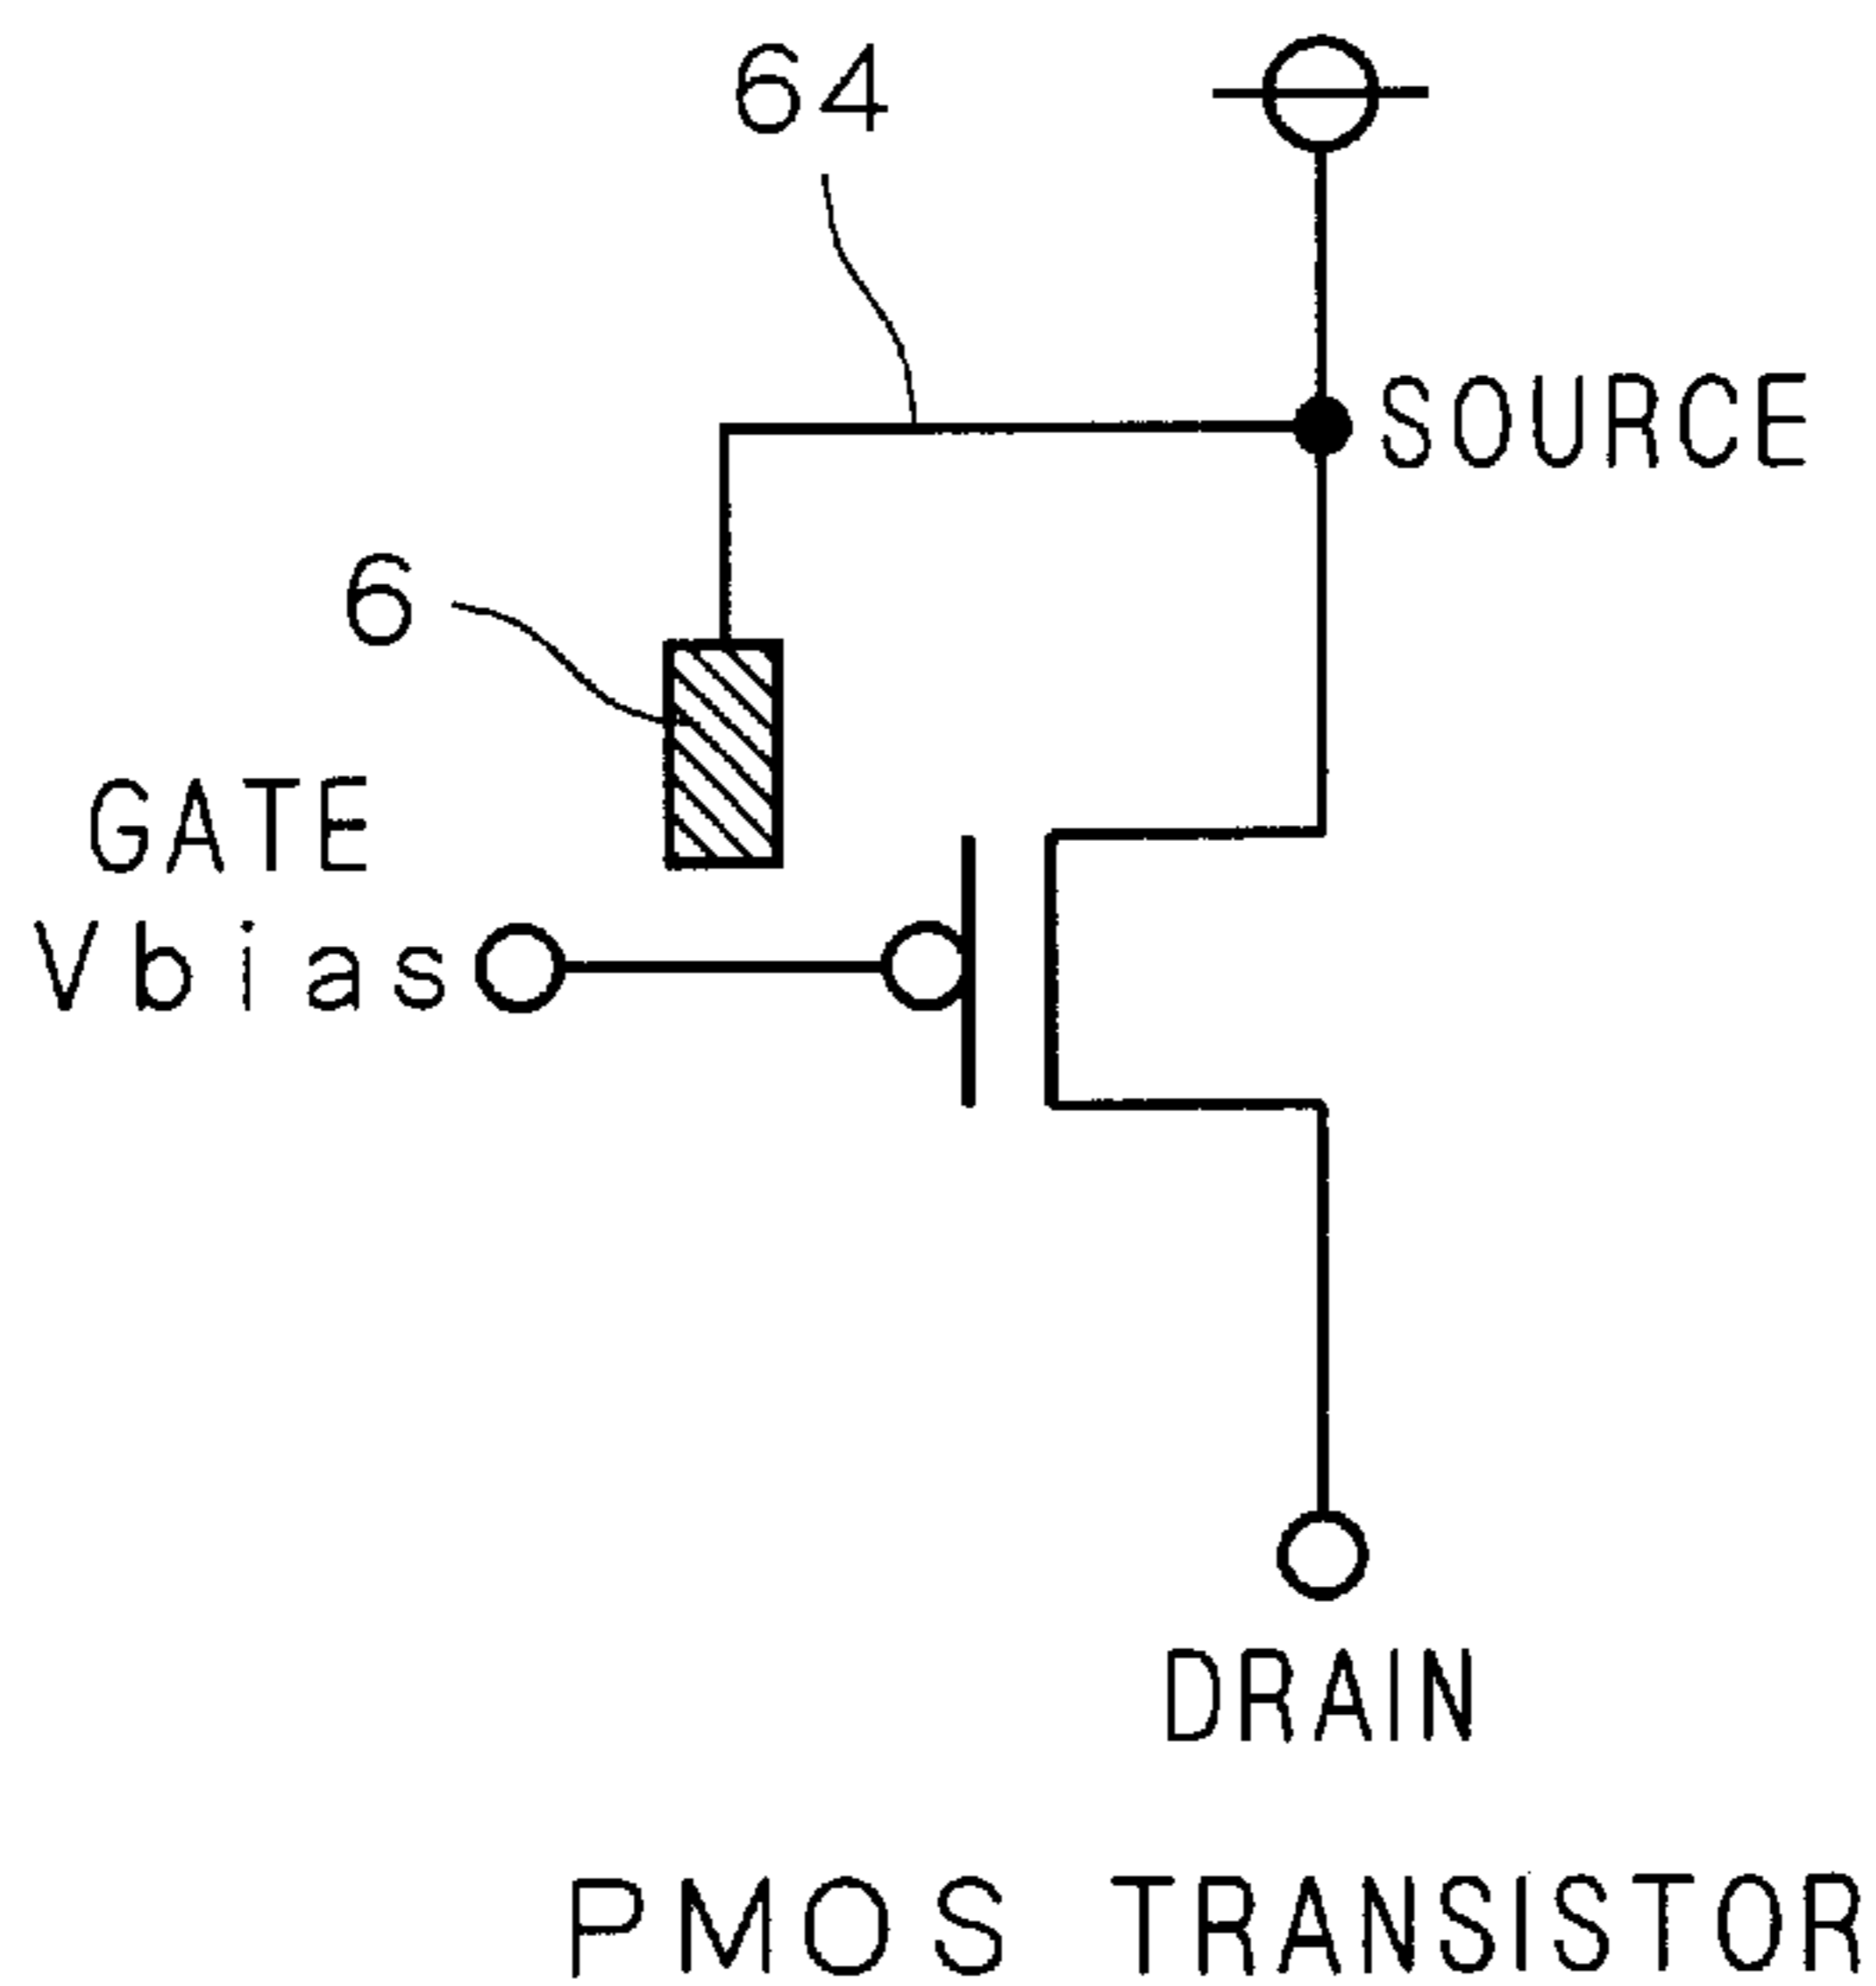 64
SOURCE
6
GATE
Vbias
DRAIN
PMOS TRANSISTOR